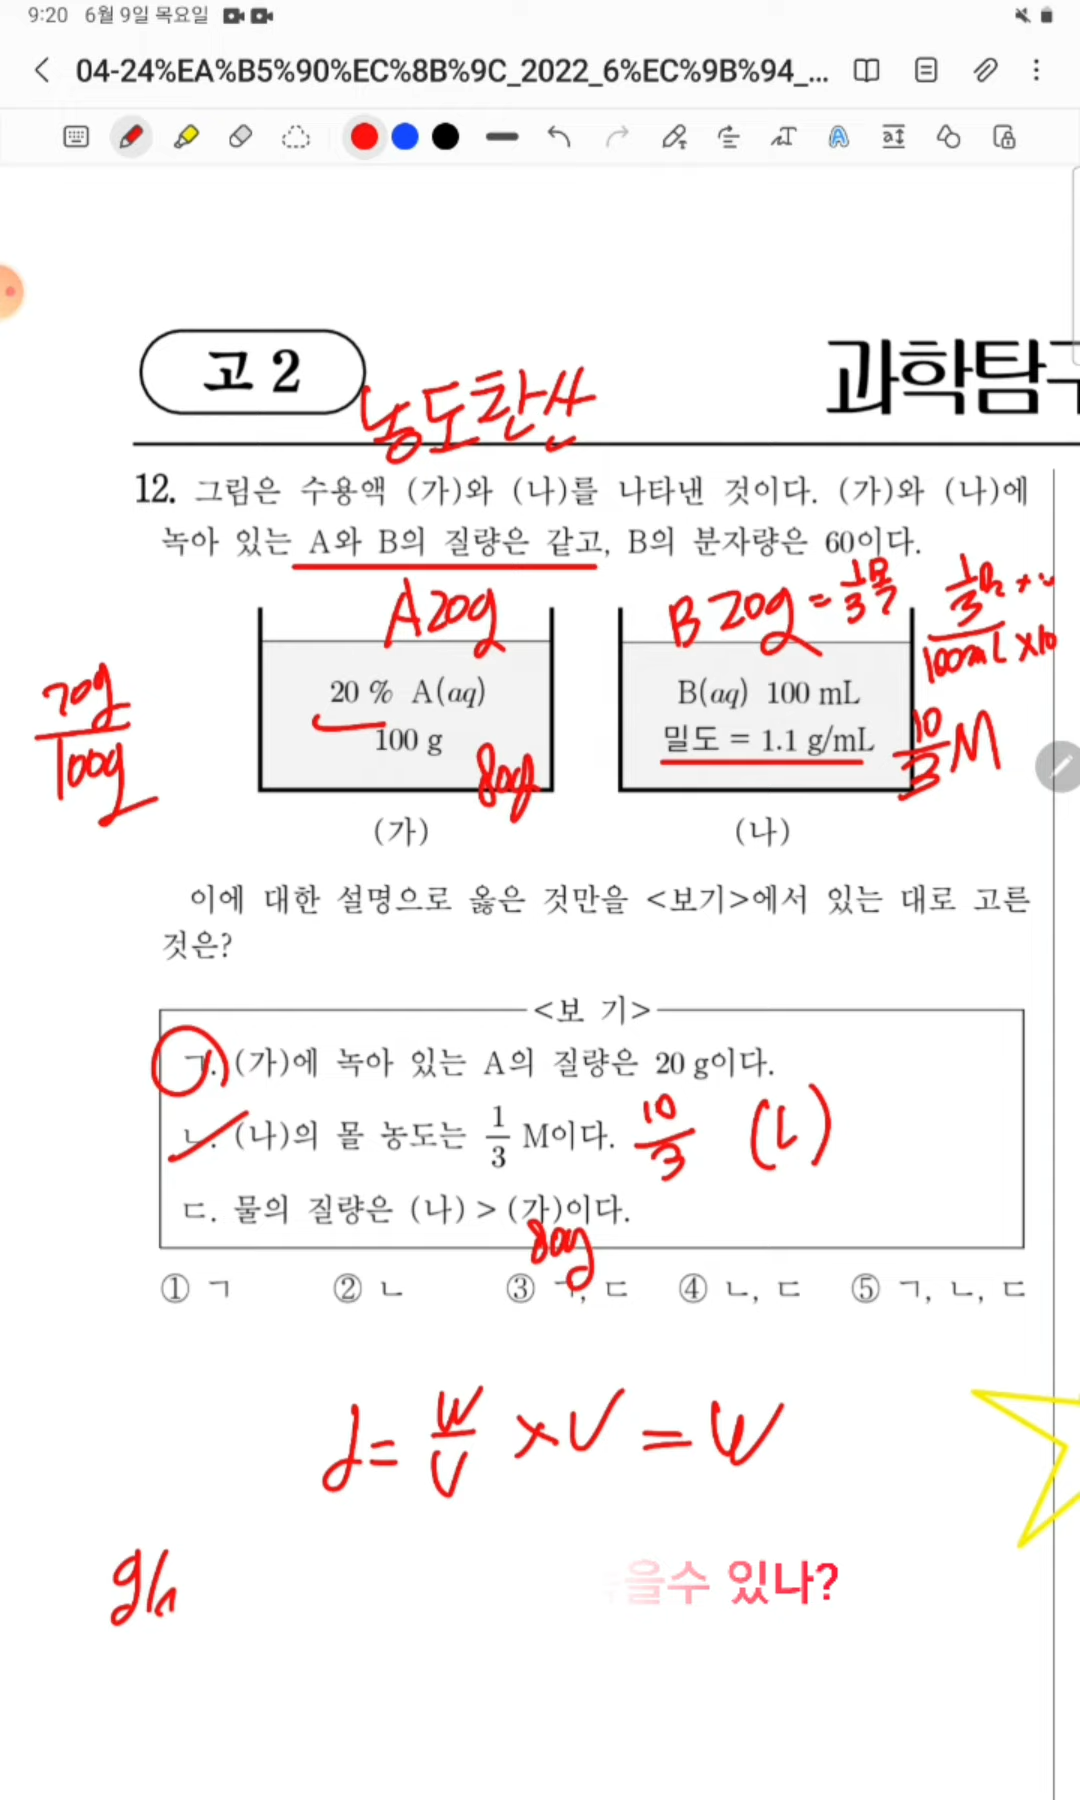 9:20 6월 9일 목요일
04-24%EA%B5%90%EC%8B%9C_2022_6%EC%9B%94_...
고 2
농도환산
과학탐구
12. 그림은 수용액 (가)와 (나)를 나타낸 것이다. (가)와 (나)에
녹아 있는 A와 B의 질량은 같고, B의 분자량은 60이다.
A 20g
B 20g = 1/3 몰
20 % A(aq)
100 g
80g
B(aq) 100 mL
밀도 = 1.1 g/mL
100mL ×10
10/3 M
100g
(가)
(나)
이에 대한 설명으로 옳은 것만을 <보기>에서 있는 대로 고른
것은?
<보 기>
ㄱ. (가)에 녹아 있는 A의 질량은 20 g이다.
ㄴ. (나)의 몰 농도는 1/3 M이다. 10/3 (L)
ㄷ. 물의 질량은 (나) > (가)이다.
80g
① ㄱ ② ㄴ ③ ㄱ, ㄷ ④ ㄴ, ㄷ ⑤ ㄱ, ㄴ, ㄷ
d = W/V × V = W
을수 있나?